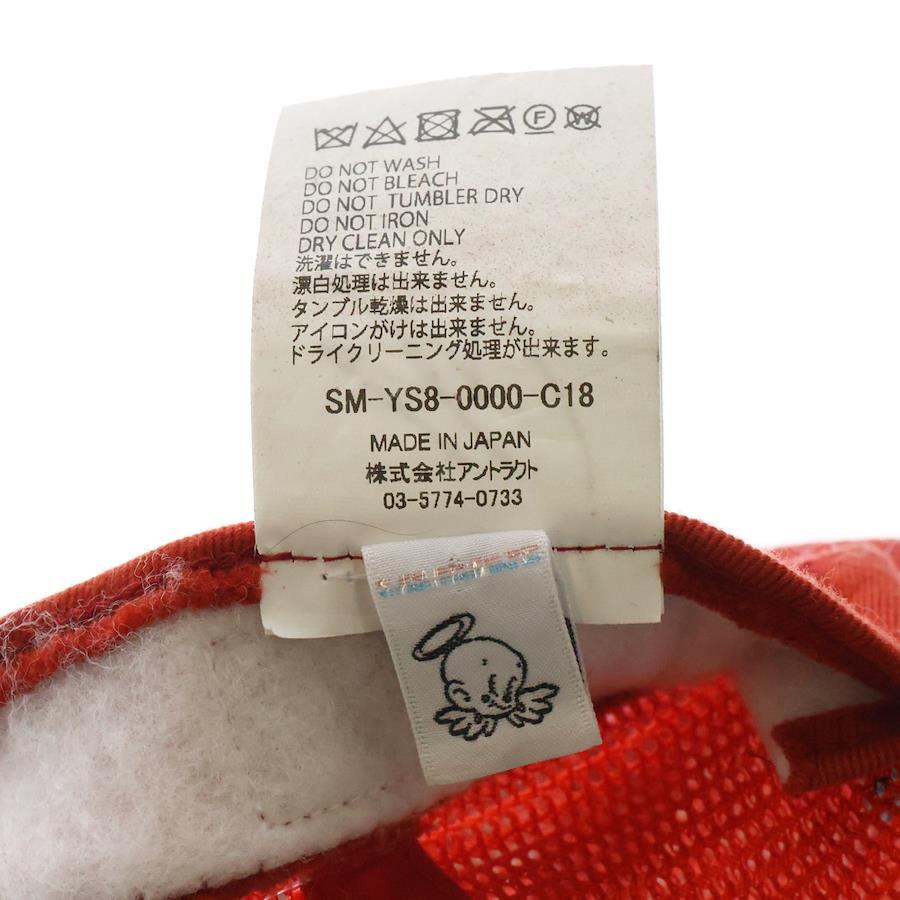 F W
DO NOT WASH
DO NOT BLEACH
DO NOT TUMBLER DRY
DO NOT IRON
DRY CLEAN ONLY
洗濯はできません。
漂白処理は出来ません。
タンブル乾燥は出来ません。
アイロンがけは出来ません。
ドライクリーニング処理が出来ます。
SM-YS8-0000-C18
MADE IN JAPAN
株式会社アントラクト
03-5774-0733